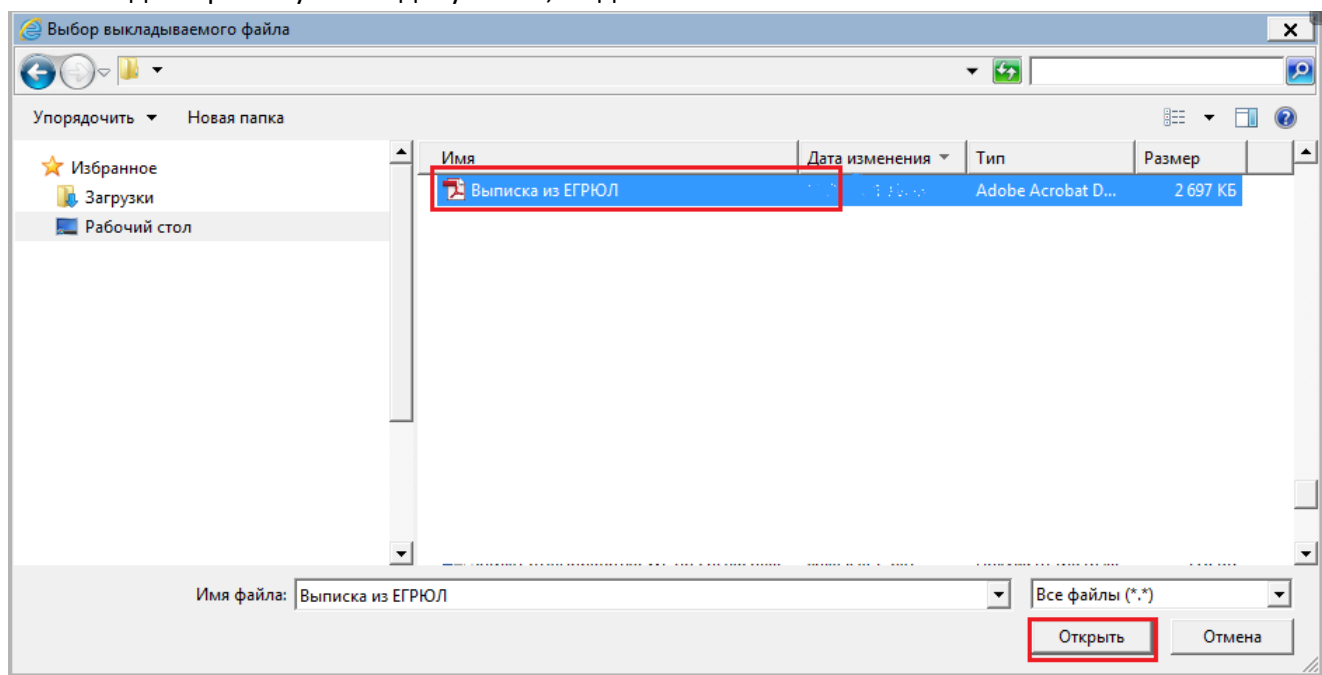 Выбор выкладываемого файла
Упорядочить Новая папка
Имя Дата изменения Тип Размер
Избранное
Выписка из ЕГРЮЛ Adobe Acrobat D... 2 697 КБ
Загрузки
Рабочий стол
Имя файла: Выписка из ЕГРЮЛ Все файлы (*.*)
Открыть Отмена